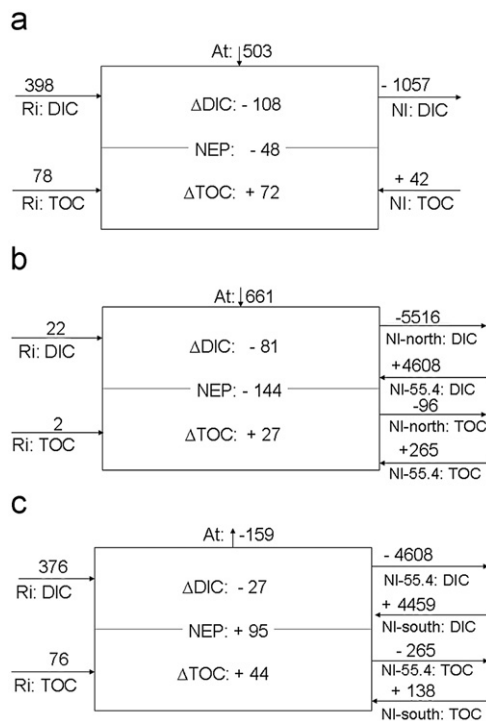 a
At: 503
398
Ri: DIC
ΔDIC: - 108
- 1057
NI: DIC
NEP: - 48
78
Ri: TOC
ΔTOC: + 72
+ 42
NI: TOC
b
At: 661
22
Ri: DIC
ΔDIC: - 81
-5516
NI-north: DIC
+4608
NI-55.4: DIC
NEP: - 144
2
Ri: TOC
ΔTOC: + 27
-96
NI-north: TOC
+265
NI-55.4: TOC
c
At: -159
376
Ri: DIC
ΔDIC: - 27
- 4608
NI-55.4: DIC
+ 4459
NI-south: DIC
NEP: + 95
76
Ri: TOC
ΔTOC: + 44
- 265
NI-55.4: TOC
+ 138
NI-south: TOC